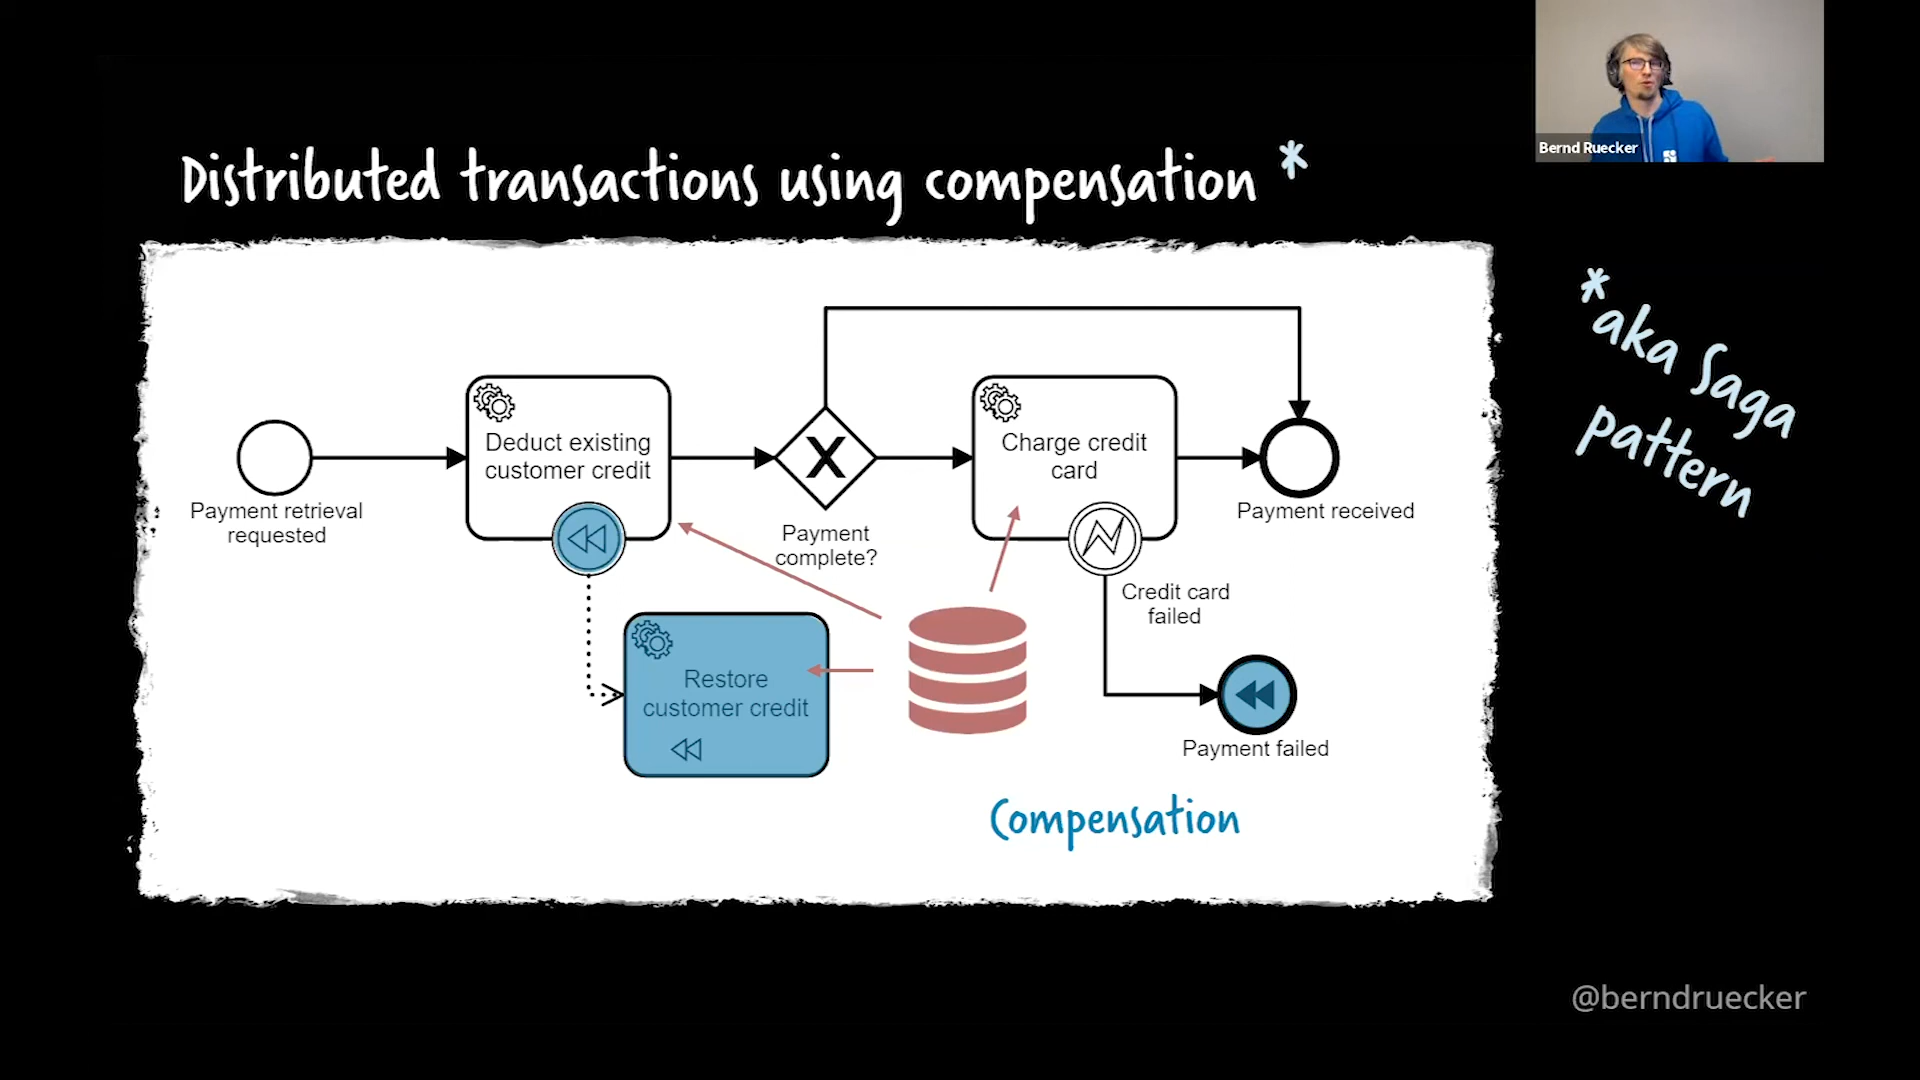 Bernd Ruecker
Distributed transactions using compensation *
*aka Saga
pattern
Deduct existing
customer credit
Charge credit
card
Payment retrieval
requested
Payment
complete?
Payment received
Credit card
failed
Restore
customer credit
Payment failed
Compensation
@berndruecker